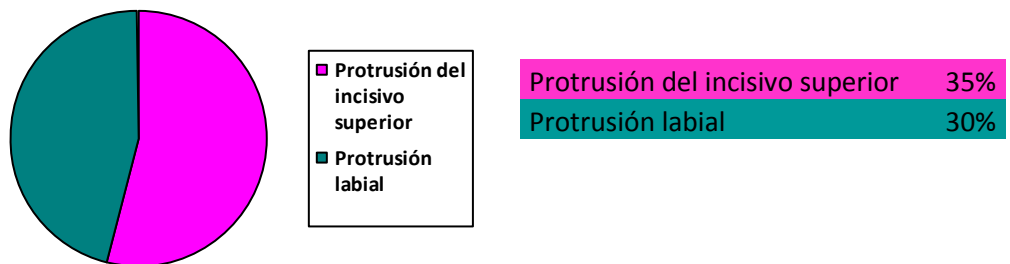 Protrusión del
incisivo
superior
Protrusión
labial
Protrusión del incisivo superior 35%
Protrusión labial 30%